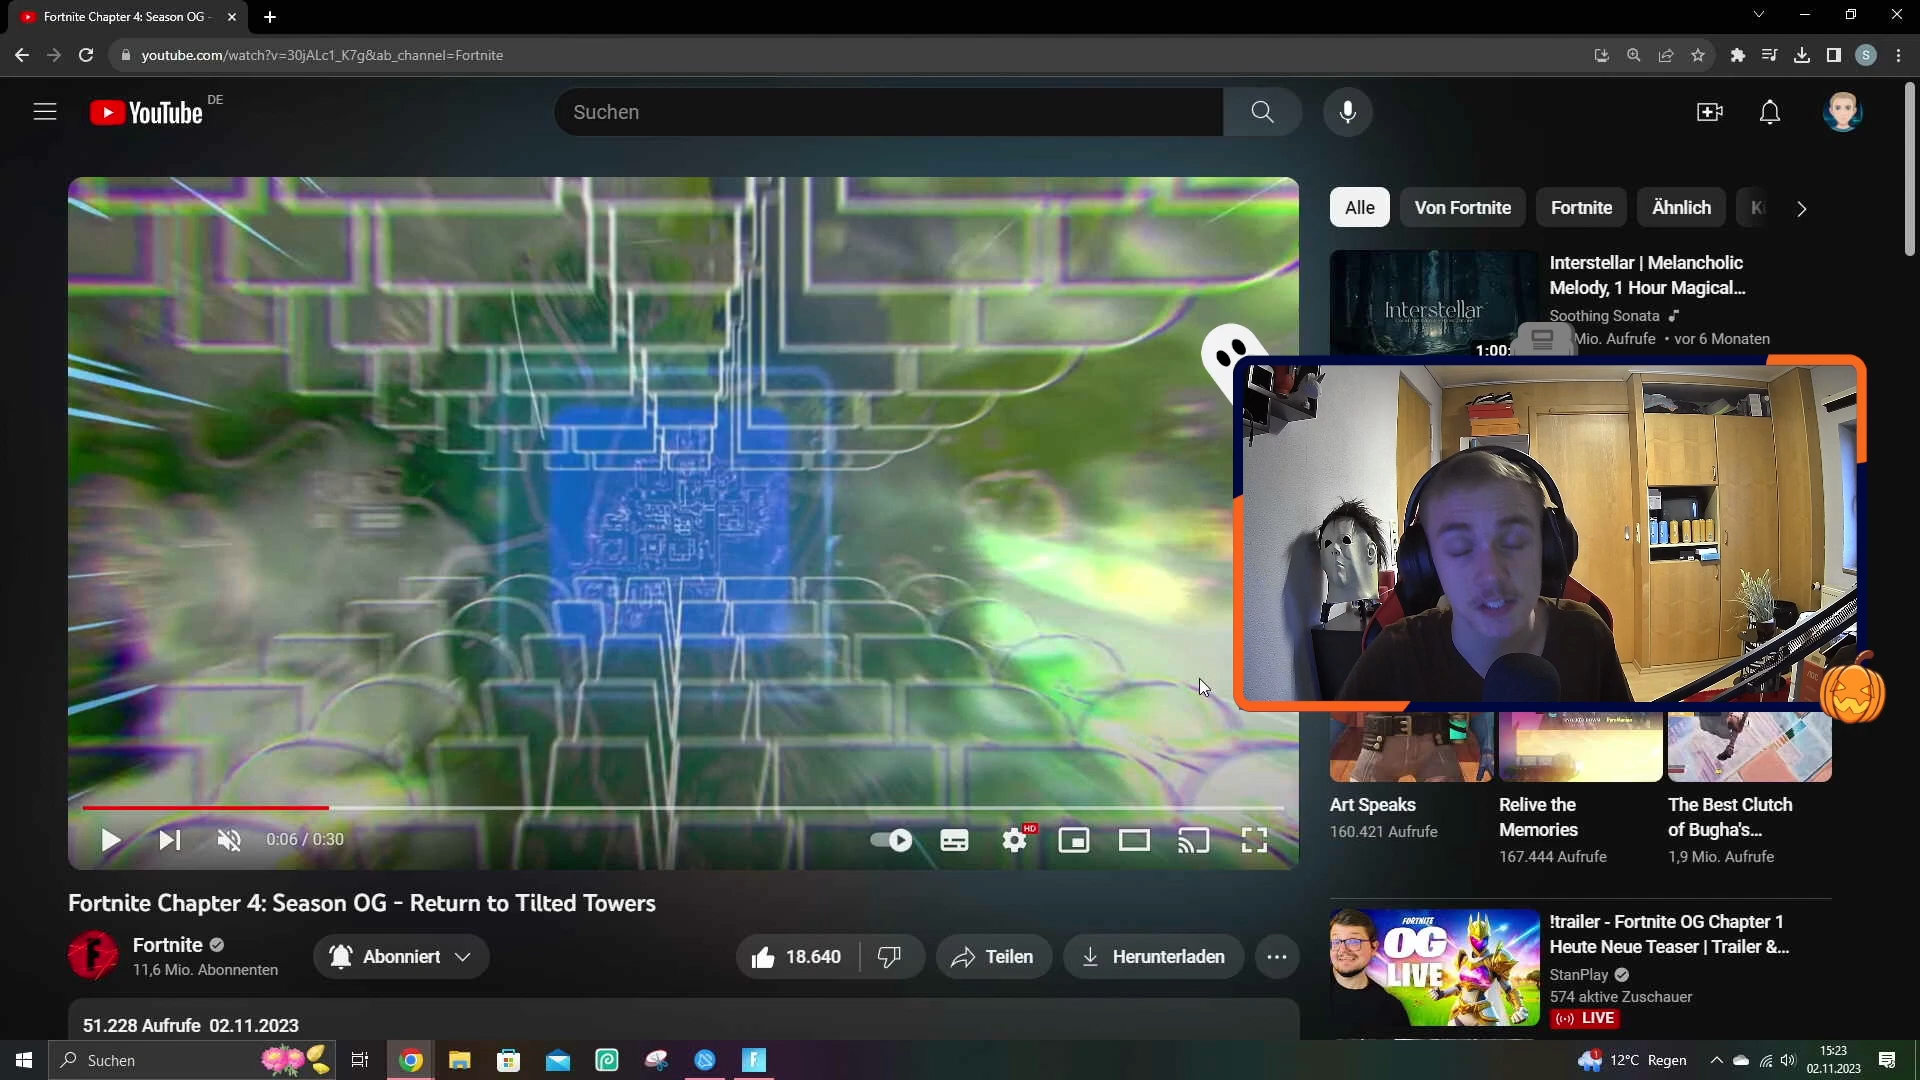 Fortnite Chapter 4: Season OG -
youtube.com/watch?v=30jALc1_K7g&ab_channel=Fortnite
S
YouTube
DE
Suchen
Alle
Von Fortnite
Fortnite
Ähnlich
Interstellar
1:00:
Interstellar | Melancholic
Melody, 1 Hour Magical...
Soothing Sonata
Mio. Aufrufe • vor 6 Monaten
0:06 / 0:30
HD
Art Speaks
160.421 Aufrufe
Relive the
Memories
167.444 Aufrufe
The Best Clutch
of Bugha's...
1,9 Mio. Aufrufe
Fortnite Chapter 4: Season OG - Return to Tilted Towers
Fortnite
11,6 Mio. Abonnenten
Abonniert
18.640
Teilen
Herunterladen
51.228 Aufrufe 02.11.2023
FORTNITE
OG
LIVE
!trailer - Fortnite OG Chapter 1
Heute Neue Teaser | Trailer &...
StanPlay
574 aktive Zuschauer
LIVE
Suchen
1
12°C Regen
15:23
02.11.2023